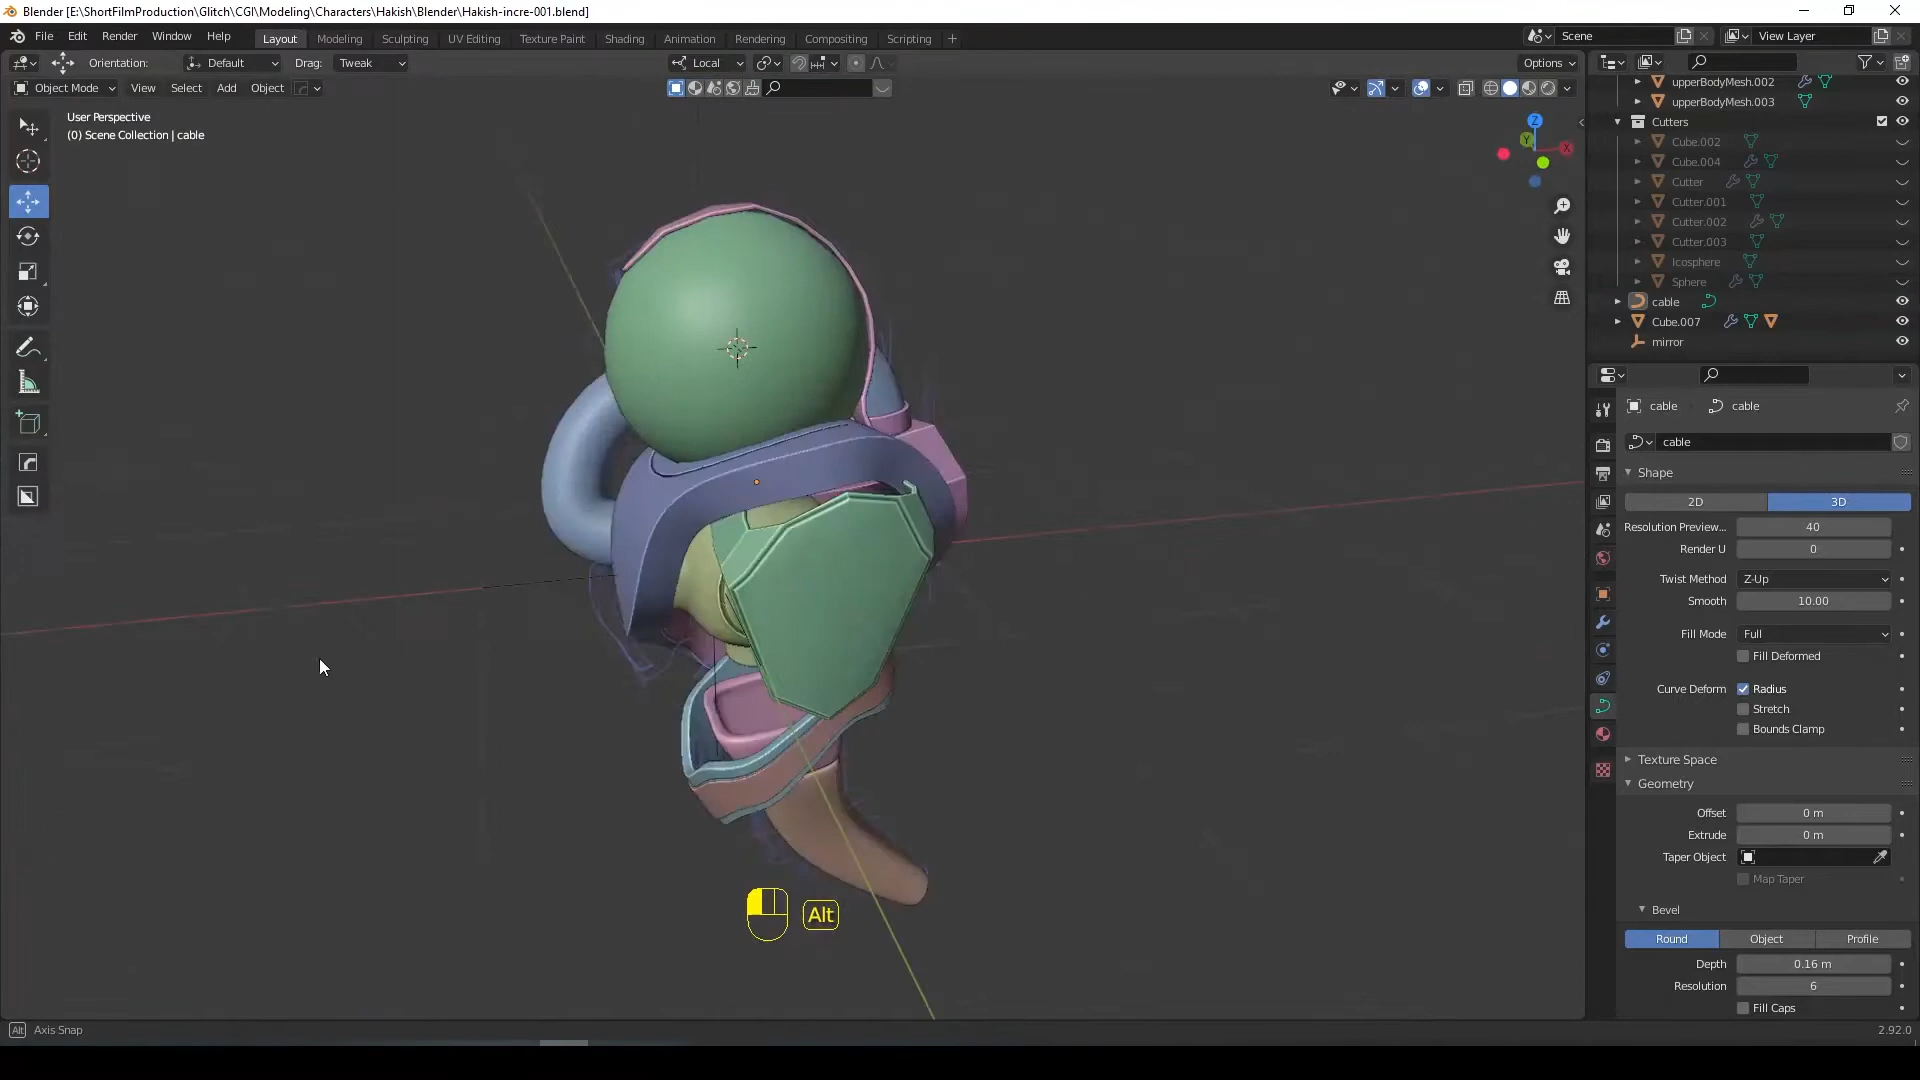 Blender [E:\ShortFilmProduction\Glitch\CGI\Modeling\Characters\Hakish\Blender\Hakish-incre-001.blend]
File Edit Render Window Help
Layout Modeling Sculpting UV Editing Texture Paint Shading Animation Rendering Compositing Scripting +
Scene
View Layer
Orientation: Default Drag: Tweak
Local
Options
Object Mode View Select Add Object
User Perspective
(0) Scene Collection | cable
Z
Y
X
upperBodyMesh.002
upperBodyMesh.003
Cutters
Cube.002
Cube.004
Cutter
Cutter.001
Cutter.002
Cutter.003
Icosphere
Sphere
cable
Cube.007
mirror
cable cable
cable
Shape
2D 3D
Resolution Preview... 40
Render U 0
Twist Method Z-Up
Smooth 10.00
Fill Mode Full
Fill Deformed
Curve Deform Radius
Stretch
Bounds Clamp
Texture Space
Geometry
Offset 0 m
Extrude 0 m
Taper Object
Map Taper
Bevel
Round Object Profile
Depth 0.16 m
Resolution 6
Fill Caps
Alt
Alt Axis Snap
2.92.0